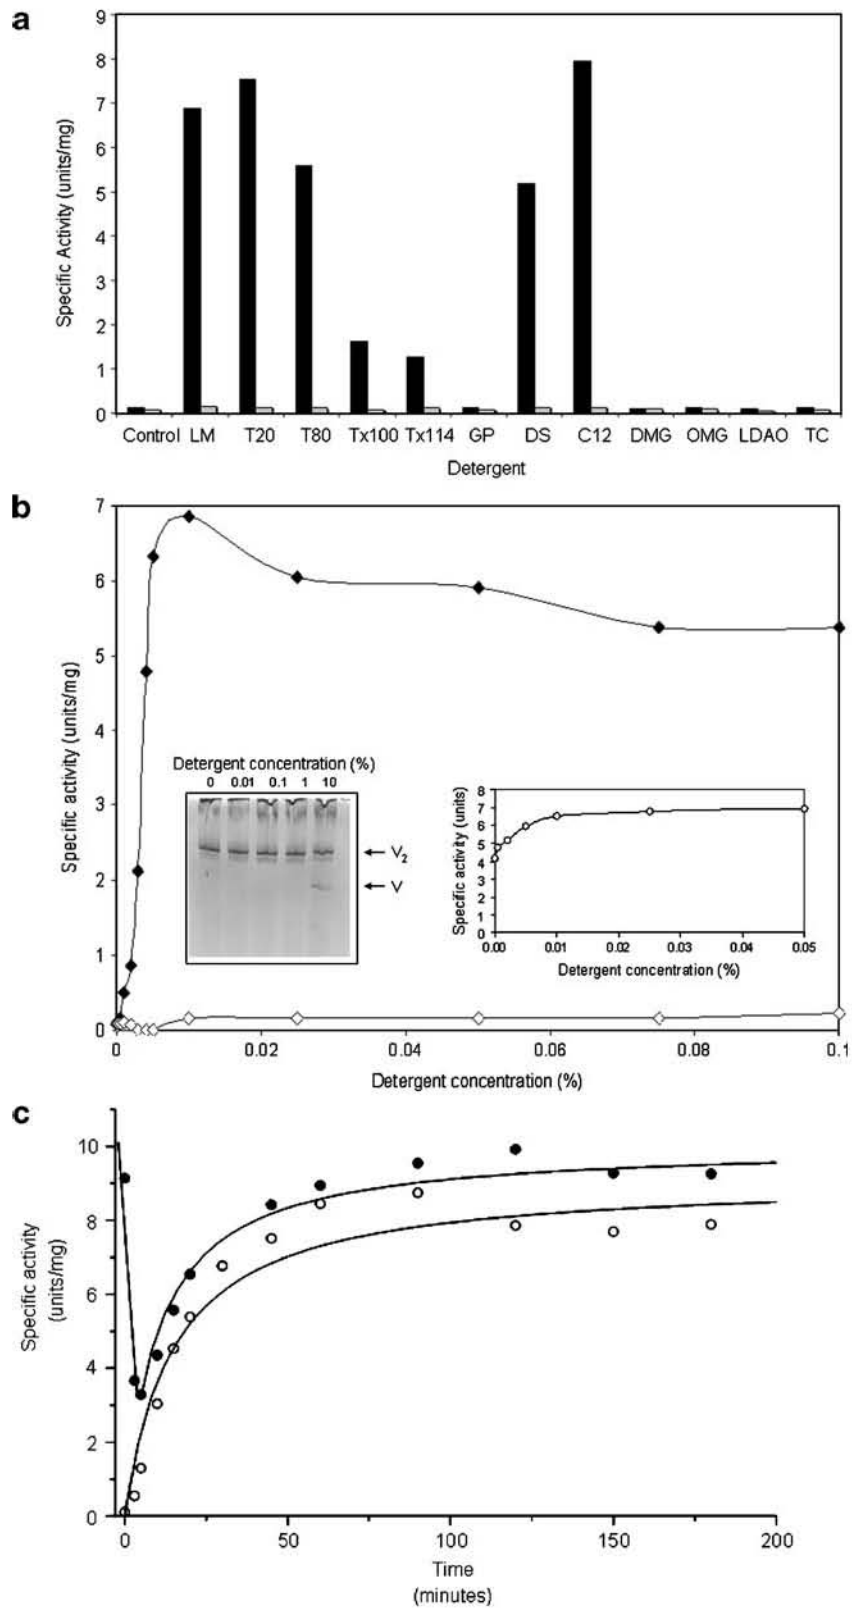 a
9
8
7
6
5
4
3
2
1
0
Specific Activity (units/mg)
Control LM T20 T80 Tx100 Tx114 GP DS C12 DMG OMG LDAO TC
Detergent
b
7
6
5
4
3
2
1
0
Specific activity (units/mg)
Detergent concentration (%)
0 0.01 0.1 1 10
V2
V
Specific activity (units)
8
7
6
5
4
3
2
1
0
0.00 0.01 0.02 0.03 0.04 0.05
Detergent concentration (%)
0 0.02 0.04 0.06 0.08 0.1
Detergent concentration (%)
c
10
8
6
4
2
0
Specific activity
(units/mg)
0 50 100 150 200
Time
(minutes)